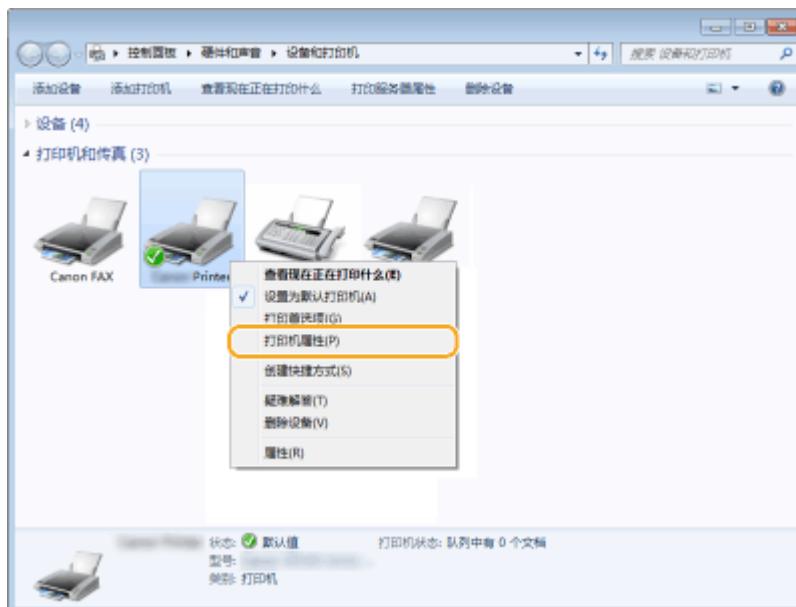 控制面板 ▸ 硬件和声音 ▸ 设备和打印机
搜索 设备和打印机
添加设备 添加打印机 查看现在正在打印什么 打印服务器属性 删除设备
设备 (4)
打印机和传真 (3)
Canon FAX
Printer
查看现在正在打印什么(E)
设置为默认打印机(A)
打印首选项(G)
打印机属性(P)
创建快捷方式(S)
疑难解答(T)
删除设备(V)
属性(R)
状态: 默认值 打印机状态: 队列中有 0 个文档
型号:
类别: 打印机